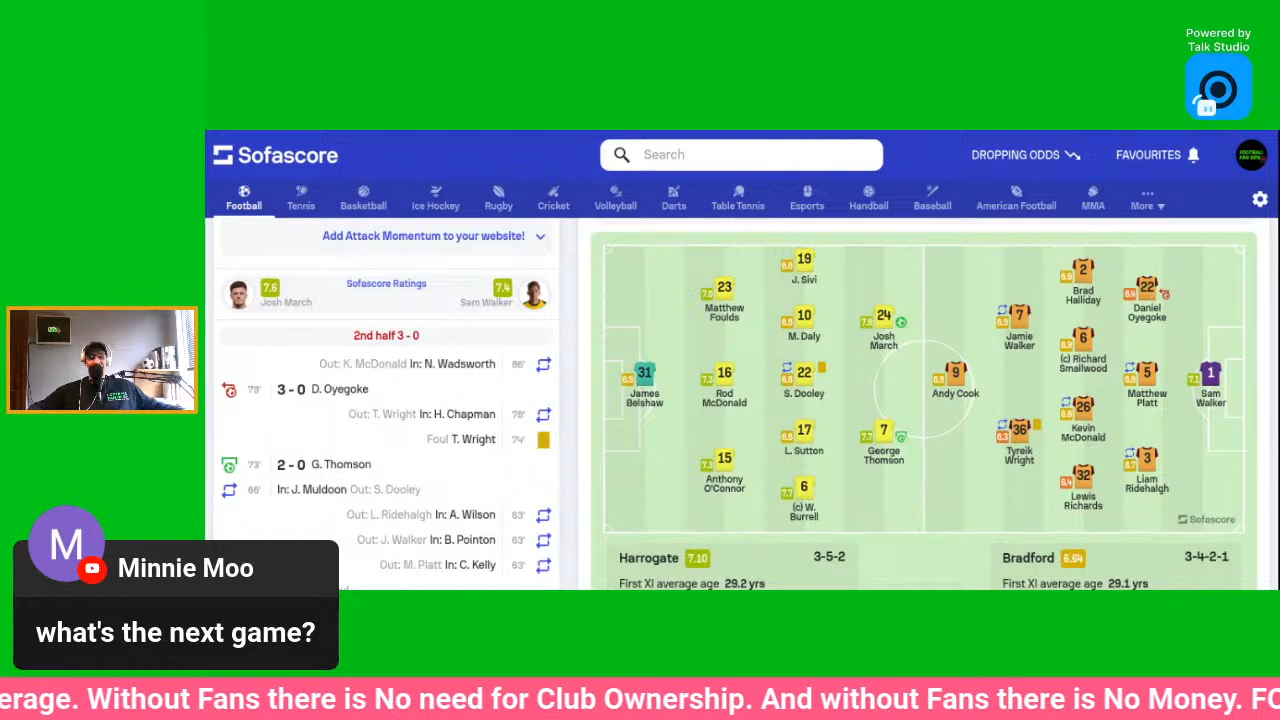 Powered by
Talk Studio
Sofascore
Search
DROPPING ODDS
FAVOURITES
Football
Tennis
Basketball
Ice Hockey
Rugby
Cricket
Volleyball
Darts
Table Tennis
Esports
Handball
Baseball
American Football
MMA
More
Add Attack Momentum to your website!
7.6
Josh March
Sofascore Ratings
7.4
Sam Walker
2nd half 3 - 0
Out: K. McDonald In: N. Wadsworth 86'
79' 3 - 0 D. Oyegoke
Out: T. Wright In: H. Chapman 78'
Foul T. Wright 74'
73' 2 - 0 G. Thomson
66' In: J. Muldoon Out: S. Dooley
Out: L. Ridehalgh In: A. Wilson 63'
Out: J. Walker In: B. Pointon 63'
Out: M. Platt In: C. Kelly 63'
31
James
Belshaw
23
Matthew
Foulds
16
Rod
McDonald
15
Anthony
O'Connor
19
J. Sivi
10
M. Daly
22
S. Dooley
17
L. Sutton
6
(c) W.
Burrell
24
Josh
March
7
George
Thomson
9
Andy Cook
7
Jamie
Walker
36
Tyreik
Wright
2
Brad
Halliday
6
(c) Richard
Smallwood
26
Kevin
McDonald
32
Lewis
Richards
22
Daniel
Oyegoke
5
Matthew
Platt
3
Liam
Ridehalgh
1
Sam
Walker
Sofascore
Harrogate 7.10 3-5-2
First XI average age 29.2 yrs
Bradford 6.64 3-4-2-1
First XI average age 29.1 yrs
M
Minnie Moo
what's the next game?
erage. Without Fans there is No need for Club Ownership. And without Fans there is No Money. FC